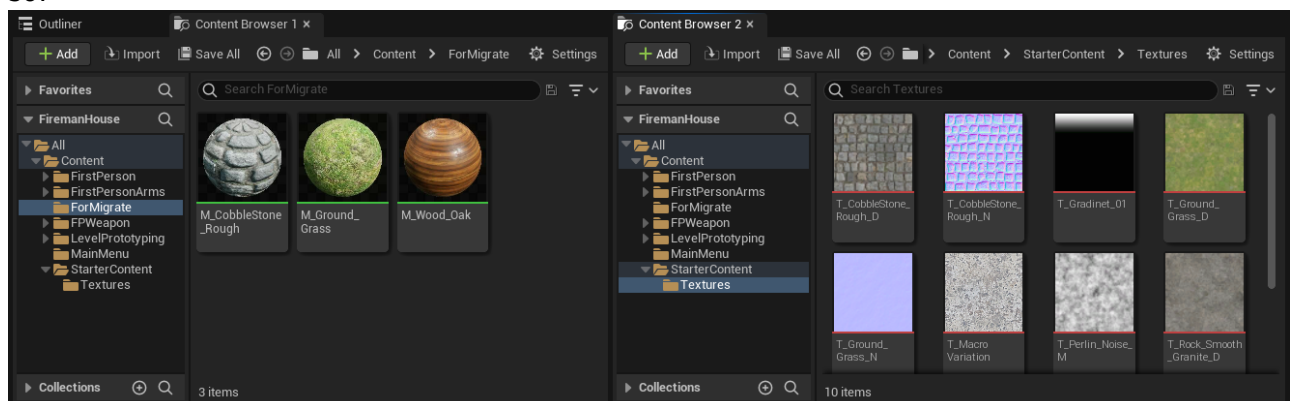 Outliner
Content Browser 1 ×
+ Add Import Save All All > Content > ForMigrate Settings
Favorites
Search ForMigrate
FiremanHouse
All
Content
FirstPerson
FirstPersonArms
ForMigrate
FPWeapon
LevelPrototyping
MainMenu
StarterContent
Textures
M_CobbleStone
_Rough
M_Ground_
Grass
M_Wood_Oak
Collections
3 items
Content Browser 2 ×
+ Add Import Save All > Content > StarterContent > Textures Settings
Favorites
Search Textures
FiremanHouse
All
Content
FirstPerson
FirstPersonArms
ForMigrate
FPWeapon
LevelPrototyping
MainMenu
StarterContent
Textures
T_CobbleStone_
Rough_D
T_CobbleStone_
Rough_N
T_Gradinet_01
T_Ground_
Grass_D
T_Ground_
Grass_N
T_Macro
Variation
T_Perlin_Noise_
M
T_Rock_Smooth
_Granite_D
Collections
10 items